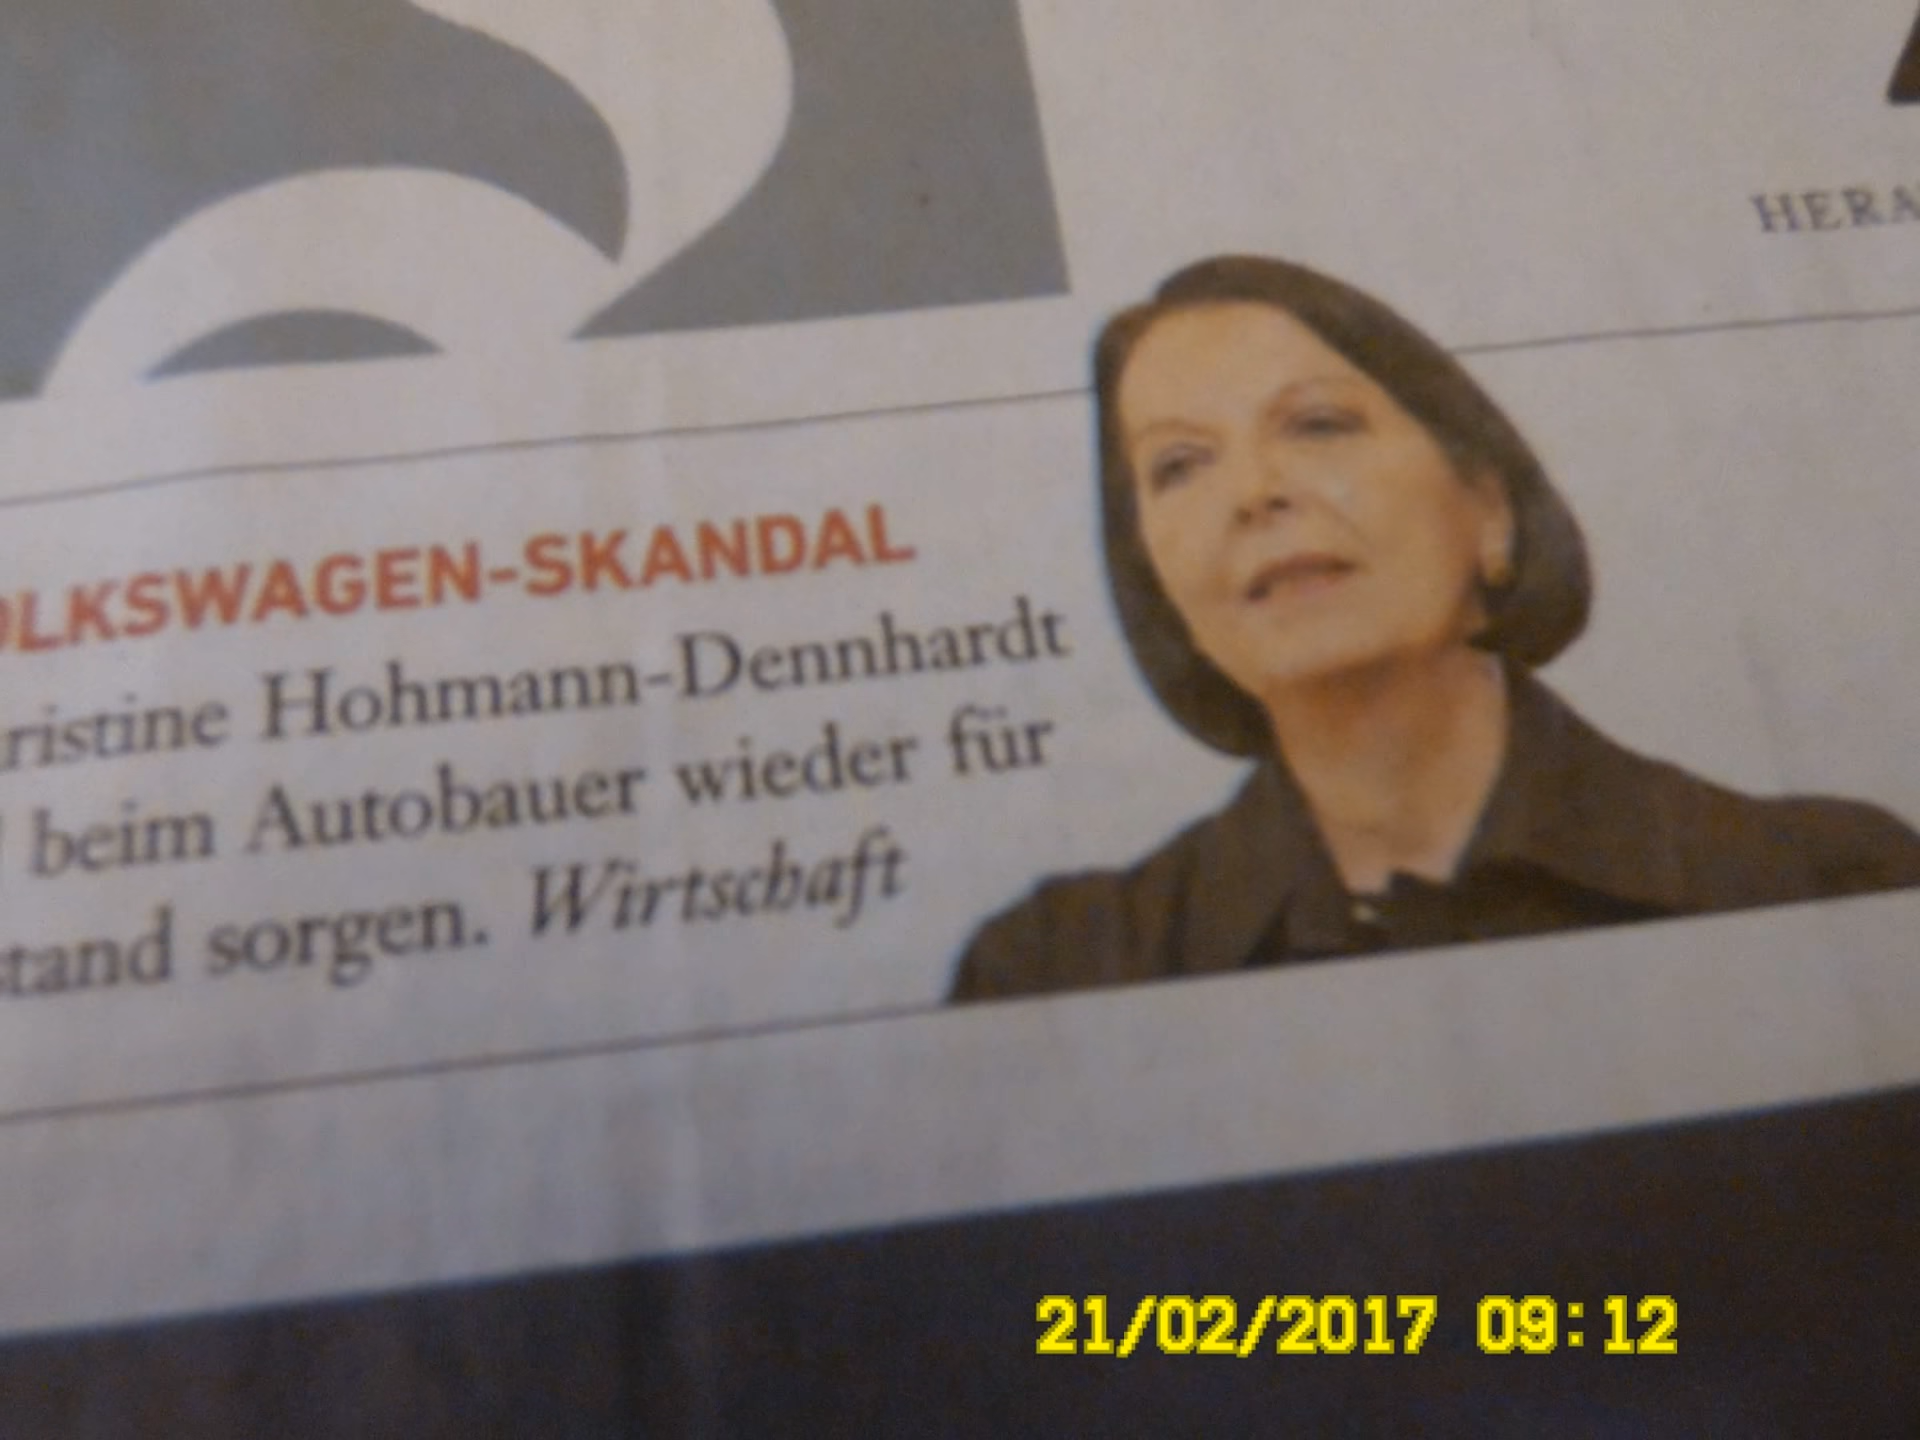 HERA
OLKSWAGEN-SKANDAL
ristine Hohmann-Dennhardt
beim Autobauer wieder für
stand sorgen. Wirtschaft
21/02/2017 09:12